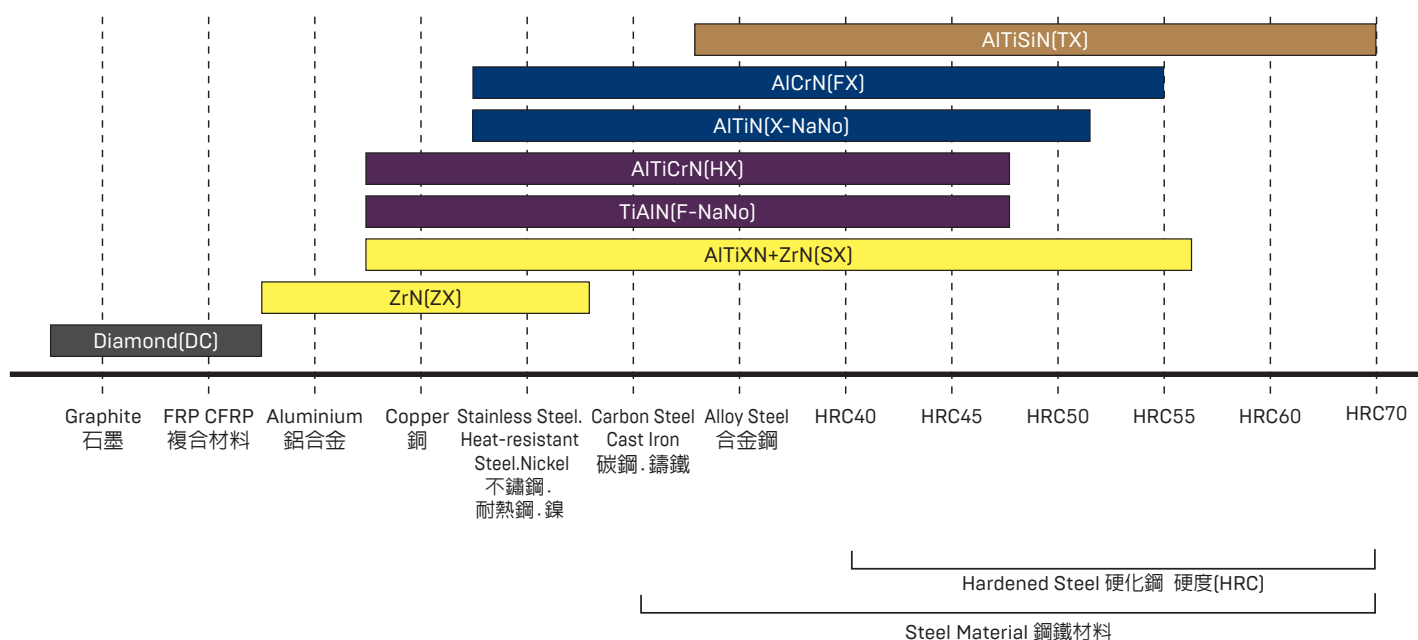 AlTiSiN(TX)
AlCrN(FX)
AlTiN(X-NaNo)
AlTiCrN(HX)
TiAlN(F-NaNo)
AlTiXN+ZrN(SX)
ZrN(ZX)
Diamond(DC)
Graphite
石墨
FRP CFRP
複合材料
Aluminium
鋁合金
Copper
銅
Stainless Steel.
Heat-resistant
Steel.Nickel
不鏽鋼.
耐熱鋼.鎳
Carbon Steel
Cast Iron
碳鋼.鑄鐵
Alloy Steel
合金鋼
HRC40
HRC45
HRC50
HRC55
HRC60
HRC70
Hardened Steel 硬化鋼 硬度(HRC)
Steel Material 鋼鐵材料